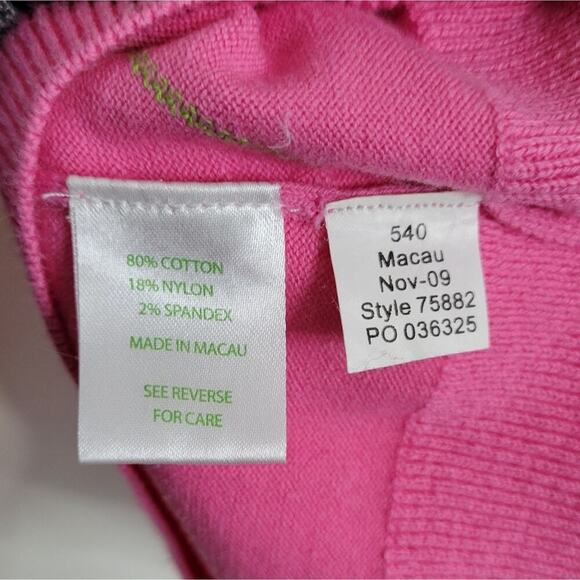 80% COTTON
18% NYLON
2% SPANDEX
MADE IN MACAU
SEE REVERSE
FOR CARE
540
Macau
Nov-09
Style 75882
PO 036325